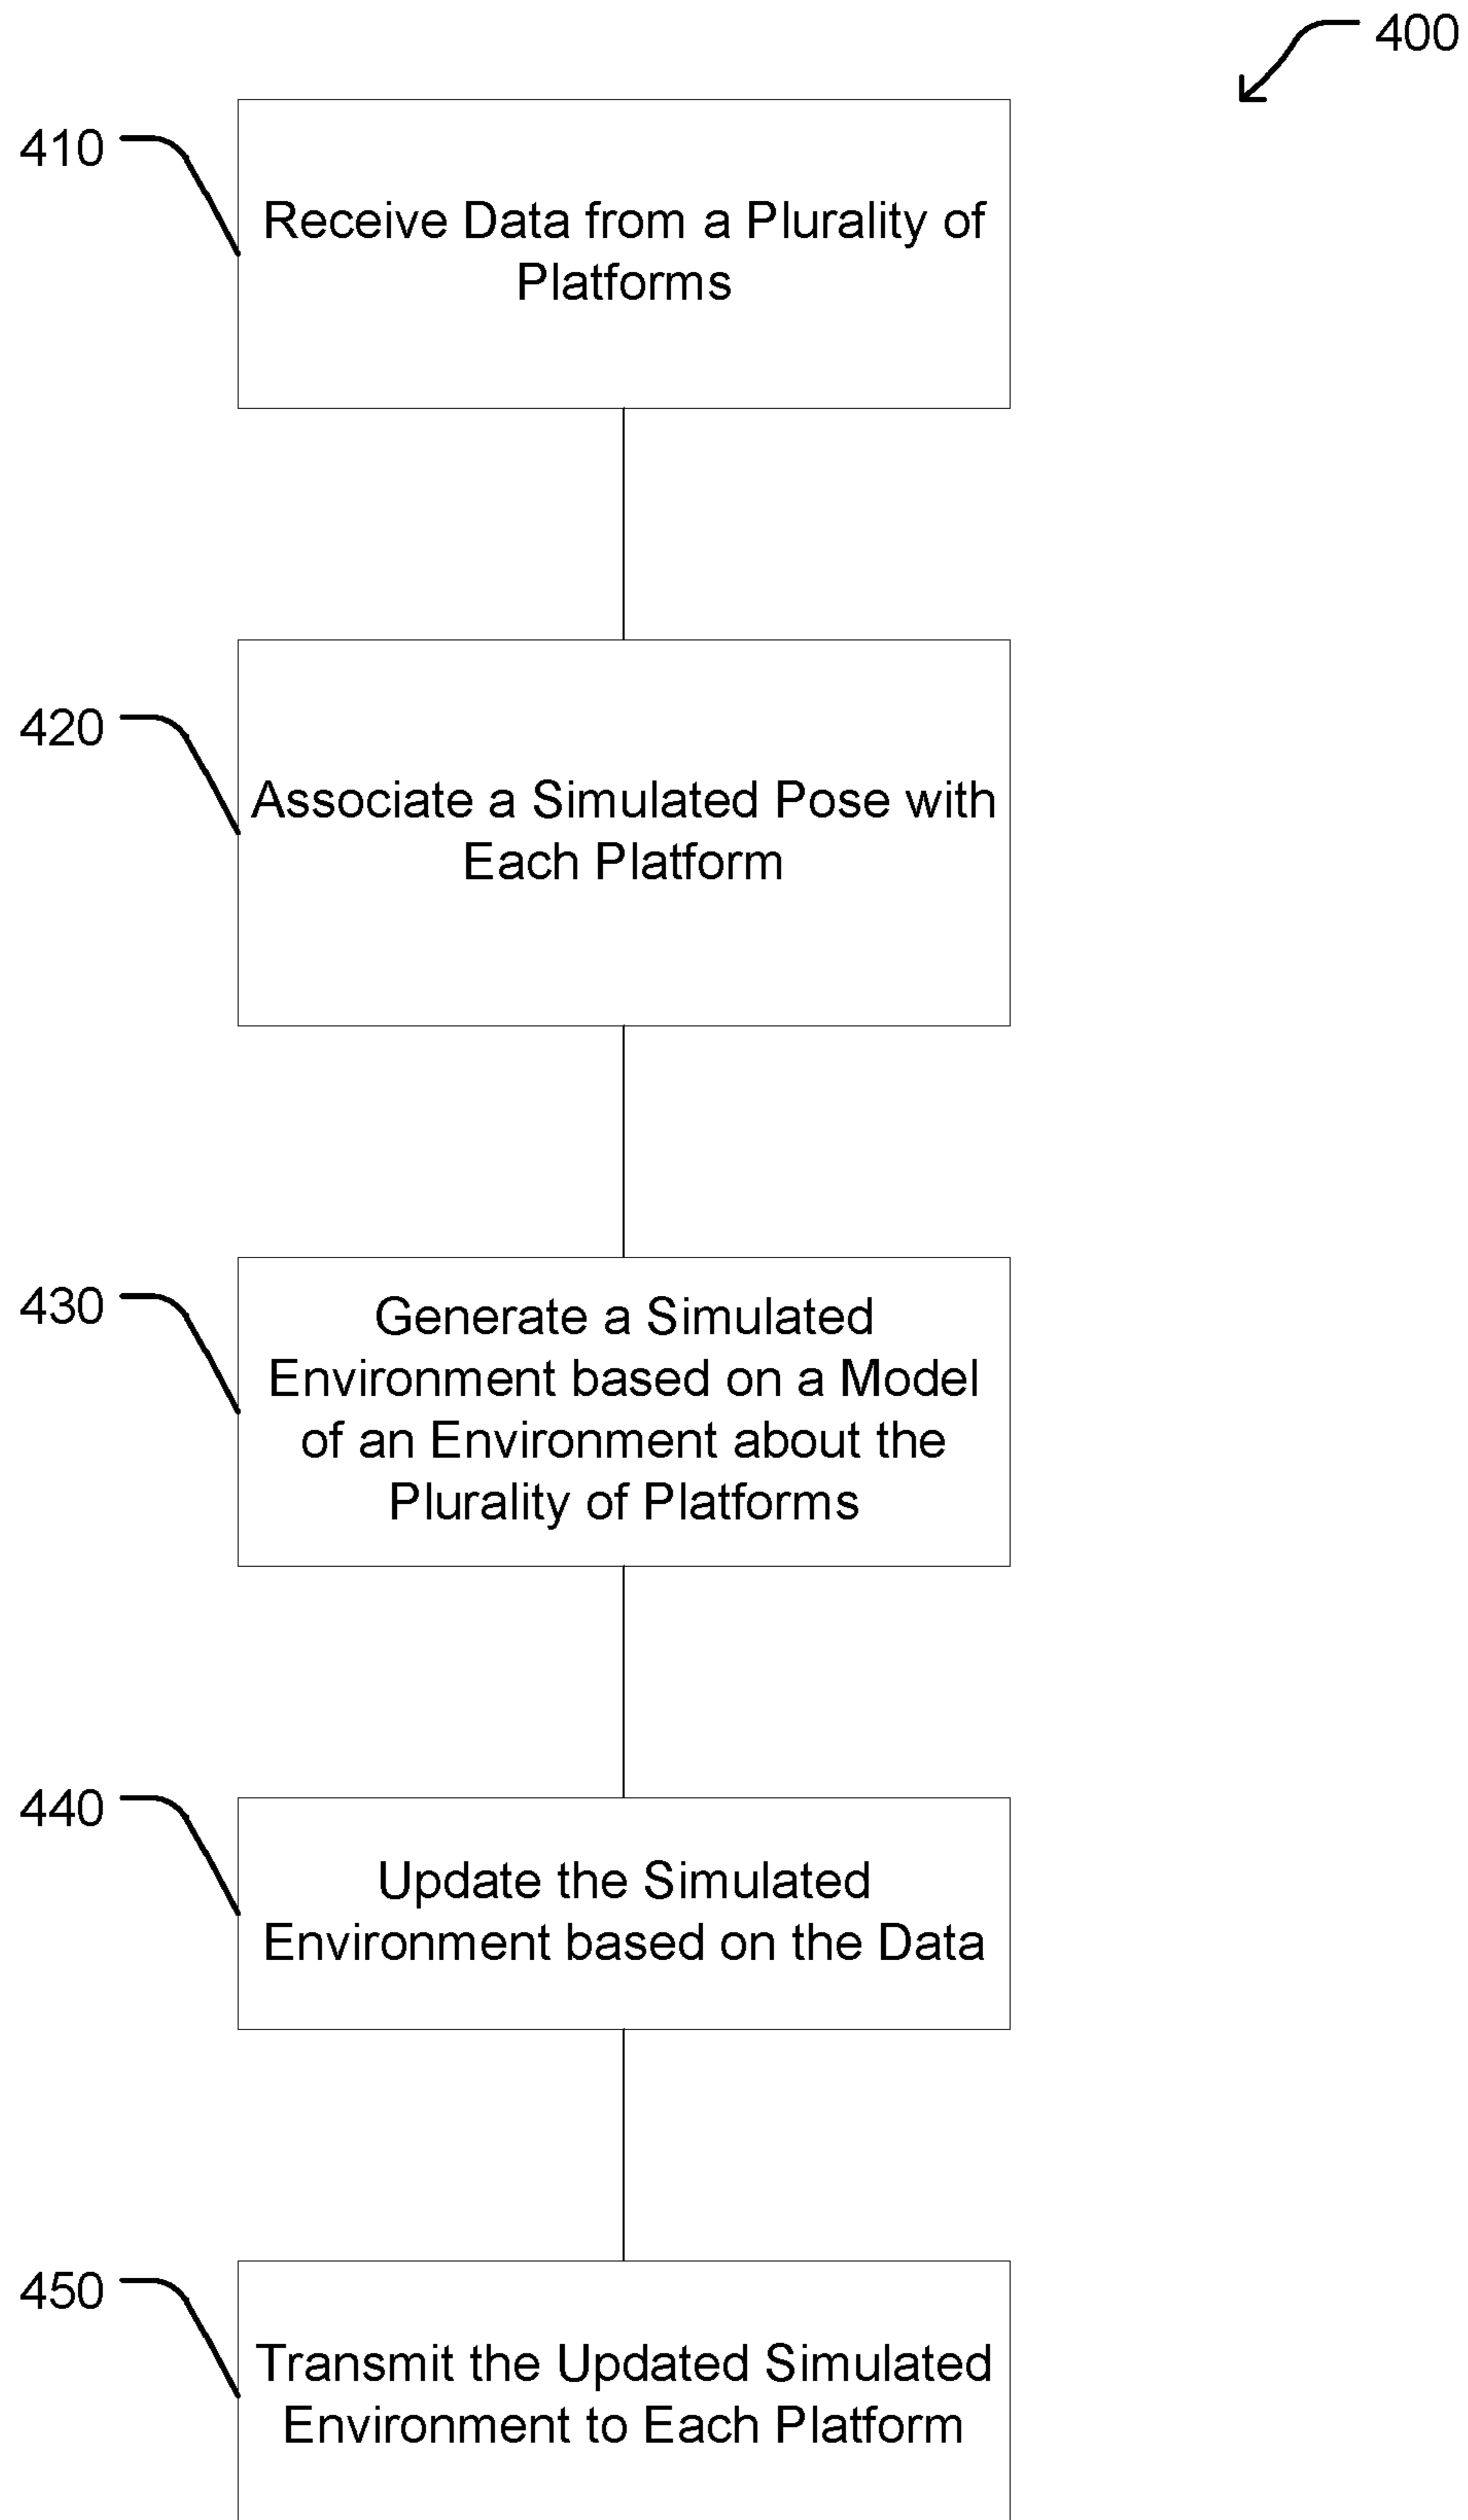 400
410
Receive Data from a Plurality of
Platforms
420
Associate a Simulated Pose with
Each Platform
430
Generate a Simulated
Environment based on a Model
of an Environment about the
Plurality of Platforms
440
Update the Simulated
Environment based on the Data
450
Transmit the Updated Simulated
Environment to Each Platform